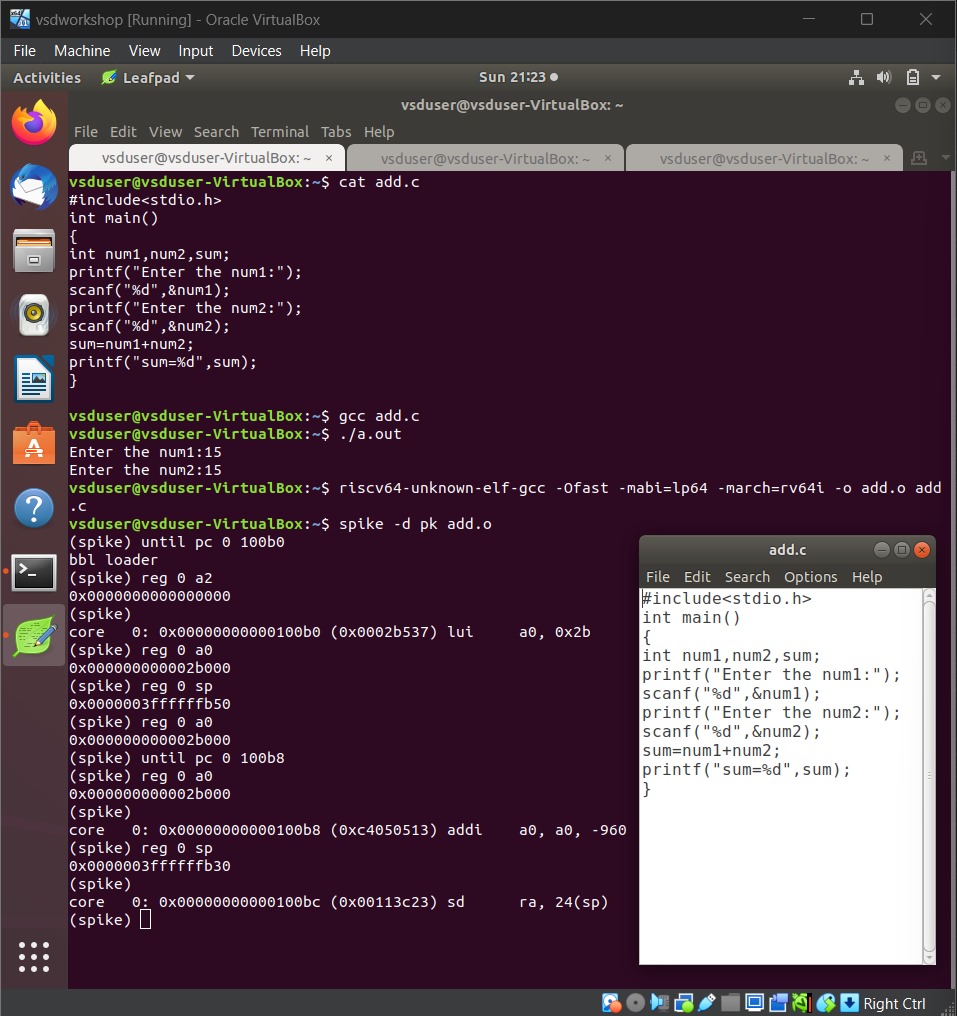 vsdworkshop [Running] - Oracle VirtualBox
File Machine View Input Devices Help
Activities Leafpad Sun 21:23
vsduser@vsduser-VirtualBox: ~
File Edit View Search Terminal Tabs Help
vsduser@vsduser-VirtualBox: ~ × vsduser@vsduser-VirtualBox: ~ × vsduser@vsduser-VirtualBox: ~ ×
vsduser@vsduser-VirtualBox:~$ cat add.c
#include<stdio.h>
int main()
{
int num1,num2,sum;
printf("Enter the num1:");
scanf("%d",&num1);
printf("Enter the num2:");
scanf("%d",&num2);
sum=num1+num2;
printf("sum=%d",sum);
}
vsduser@vsduser-VirtualBox:~$ gcc add.c
vsduser@vsduser-VirtualBox:~$ ./a.out
Enter the num1:15
Enter the num2:15
vsduser@vsduser-VirtualBox:~$ riscv64-unknown-elf-gcc -Ofast -mabi=lp64 -march=rv64i -o add.o add
.c
vsduser@vsduser-VirtualBox:~$ spike -d pk add.o
(spike) until pc 0 100b0
bbl loader
(spike) reg 0 a2
0x0000000000000000
(spike)
core   0: 0x00000000000100b0 (0x0002b537) lui     a0, 0x2b
(spike) reg 0 a0
0x000000000002b000
(spike) reg 0 sp
0x0000003ffffffb50
(spike) reg 0 a0
0x000000000002b000
(spike) until pc 0 100b8
(spike) reg 0 a0
0x000000000002b000
(spike)
core   0: 0x00000000000100b8 (0xc4050513) addi    a0, a0, -960
(spike) reg 0 sp
0x0000003ffffffb30
(spike)
core   0: 0x00000000000100bc (0x00113c23) sd      ra, 24(sp)
(spike)
add.c
File Edit Search Options Help
#include<stdio.h>
int main()
{
int num1,num2,sum;
printf("Enter the num1:");
scanf("%d",&num1);
printf("Enter the num2:");
scanf("%d",&num2);
sum=num1+num2;
printf("sum=%d",sum);
}
Right Ctrl